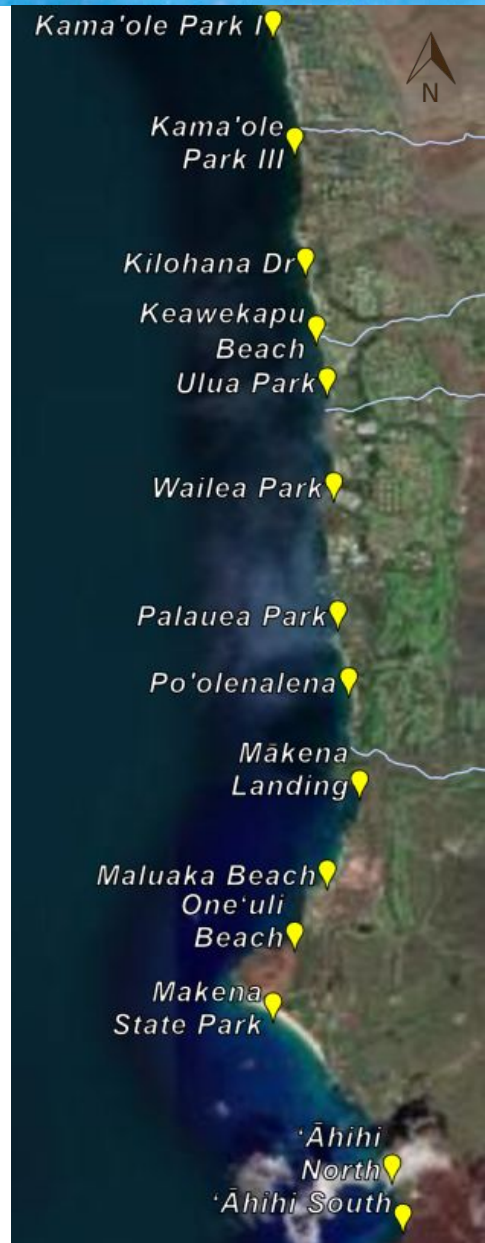 Kama'ole Park I
N
Kama'ole
Park III
Kilohana Dr
Keawekapu
Beach
Ulua Park
Wailea Park
Palauea Park
Po'olenalena
Mākena
Landing
Maluaka Beach
One‘uli
Beach
Makena
State Park
‘Āhihi
North
‘Āhihi South